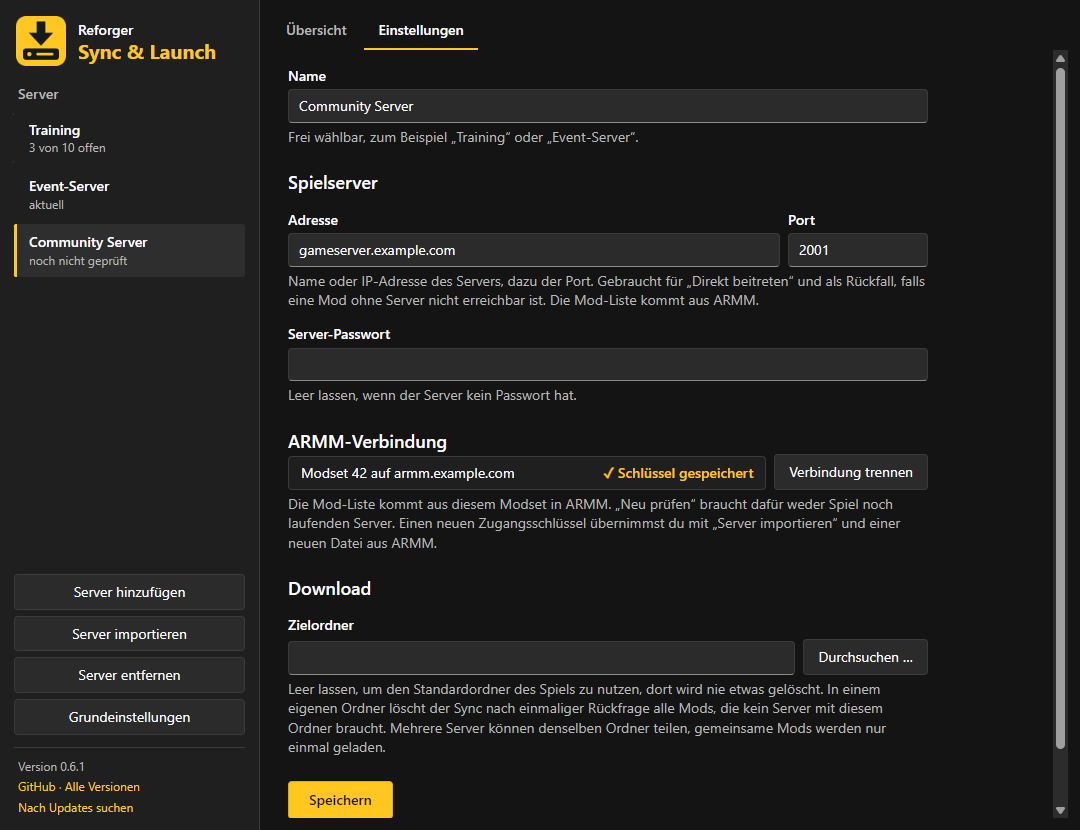 Reforger
Sync & Launch
Server
Training
3 von 10 offen
Event-Server
aktuell
Community Server
noch nicht geprüft
Server hinzufügen
Server importieren
Server entfernen
Grundeinstellungen
Version 0.6.1
GitHub · Alle Versionen
Nach Updates suchen
Übersicht
Einstellungen
Name
Community Server
Frei wählbar, zum Beispiel „Training“ oder „Event-Server“.
Spielserver
Adresse
Port
gameserver.example.com
2001
Name oder IP-Adresse des Servers, dazu der Port. Gebraucht für „Direkt beitreten“ und als Rückfall, falls
eine Mod ohne Server nicht erreichbar ist. Die Mod-Liste kommt aus ARMM.
Server-Passwort
Leer lassen, wenn der Server kein Passwort hat.
ARMM-Verbindung
Modset 42 auf armm.example.com
✓ Schlüssel gespeichert
Verbindung trennen
Die Mod-Liste kommt aus diesem Modset in ARMM. „Neu prüfen“ braucht dafür weder Spiel noch
laufenden Server. Einen neuen Zugangsschlüssel übernimmst du mit „Server importieren“ und einer
neuen Datei aus ARMM.
Download
Zielordner
Durchsuchen ...
Leer lassen, um den Standardordner des Spiels zu nutzen, dort wird nie etwas gelöscht. In einem
eigenen Ordner löscht der Sync nach einmaliger Rückfrage alle Mods, die kein Server mit diesem
Ordner braucht. Mehrere Server können denselben Ordner teilen, gemeinsame Mods werden nur
einmal geladen.
Speichern